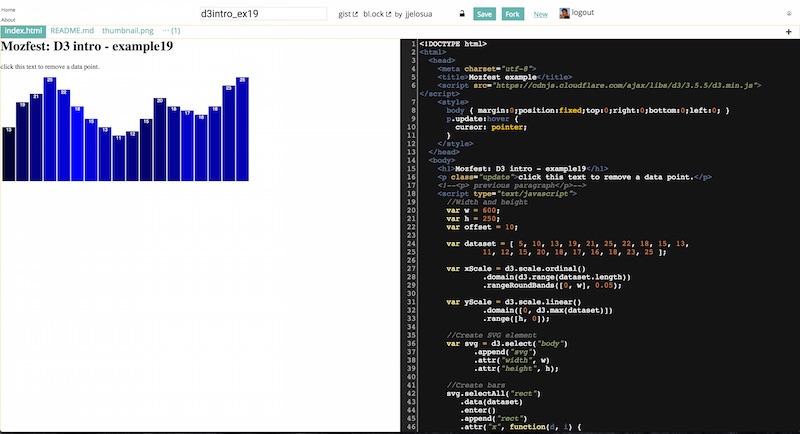 Home
About
d3intro_ex19
gist bl.ock by jjelosua
Save Fork New logout
index.html README.md thumbnail.png ··· (1) +
Mozfest: D3 intro - example19
click this text to remove a data point.
13 19 21 25 22 18 15 13 11 12 15 20 18 17 16 18 23 25
1 <!DOCTYPE html>
2 <html>
3 <head>
4 <meta charset="utf-8">
5 <title>Mozfest example</title>
6 <script src="https://cdnjs.cloudflare.com/ajax/libs/d3/3.5.5/d3.min.js">
</script>
7 <style>
8 body { margin:0;position:fixed;top:0;right:0;bottom:0;left:0; }
9 p.update:hover {
10 cursor: pointer;
11 }
12 </style>
13 </head>
14 <body>
15 <h1>Mozfest: D3 intro - example19</h1>
16 <p class="update">click this text to remove a data point.</p>
17 <!--<p> previous paragraph</p>-->
18 <script type="text/javascript">
19 //Width and height
20 var w = 600;
21 var h = 250;
22 var offset = 10;
23
24 var dataset = [ 5, 10, 13, 19, 21, 25, 22, 18, 15, 13,
25 11, 12, 15, 20, 18, 17, 16, 18, 23, 25 ];
26
27 var xScale = d3.scale.ordinal()
28 .domain(d3.range(dataset.length))
29 .rangeRoundBands([0, w], 0.05);
30
31 var yScale = d3.scale.linear()
32 .domain([0, d3.max(dataset)])
33 .range([h, 0]);
34
35 //Create SVG element
36 var svg = d3.select("body")
37 .append("svg")
38 .attr("width", w)
39 .attr("height", h);
40
41 //Create bars
42 svg.selectAll("rect")
43 .data(dataset)
44 .enter()
45 .append("rect")
46 .attr("x", function(d, i) {